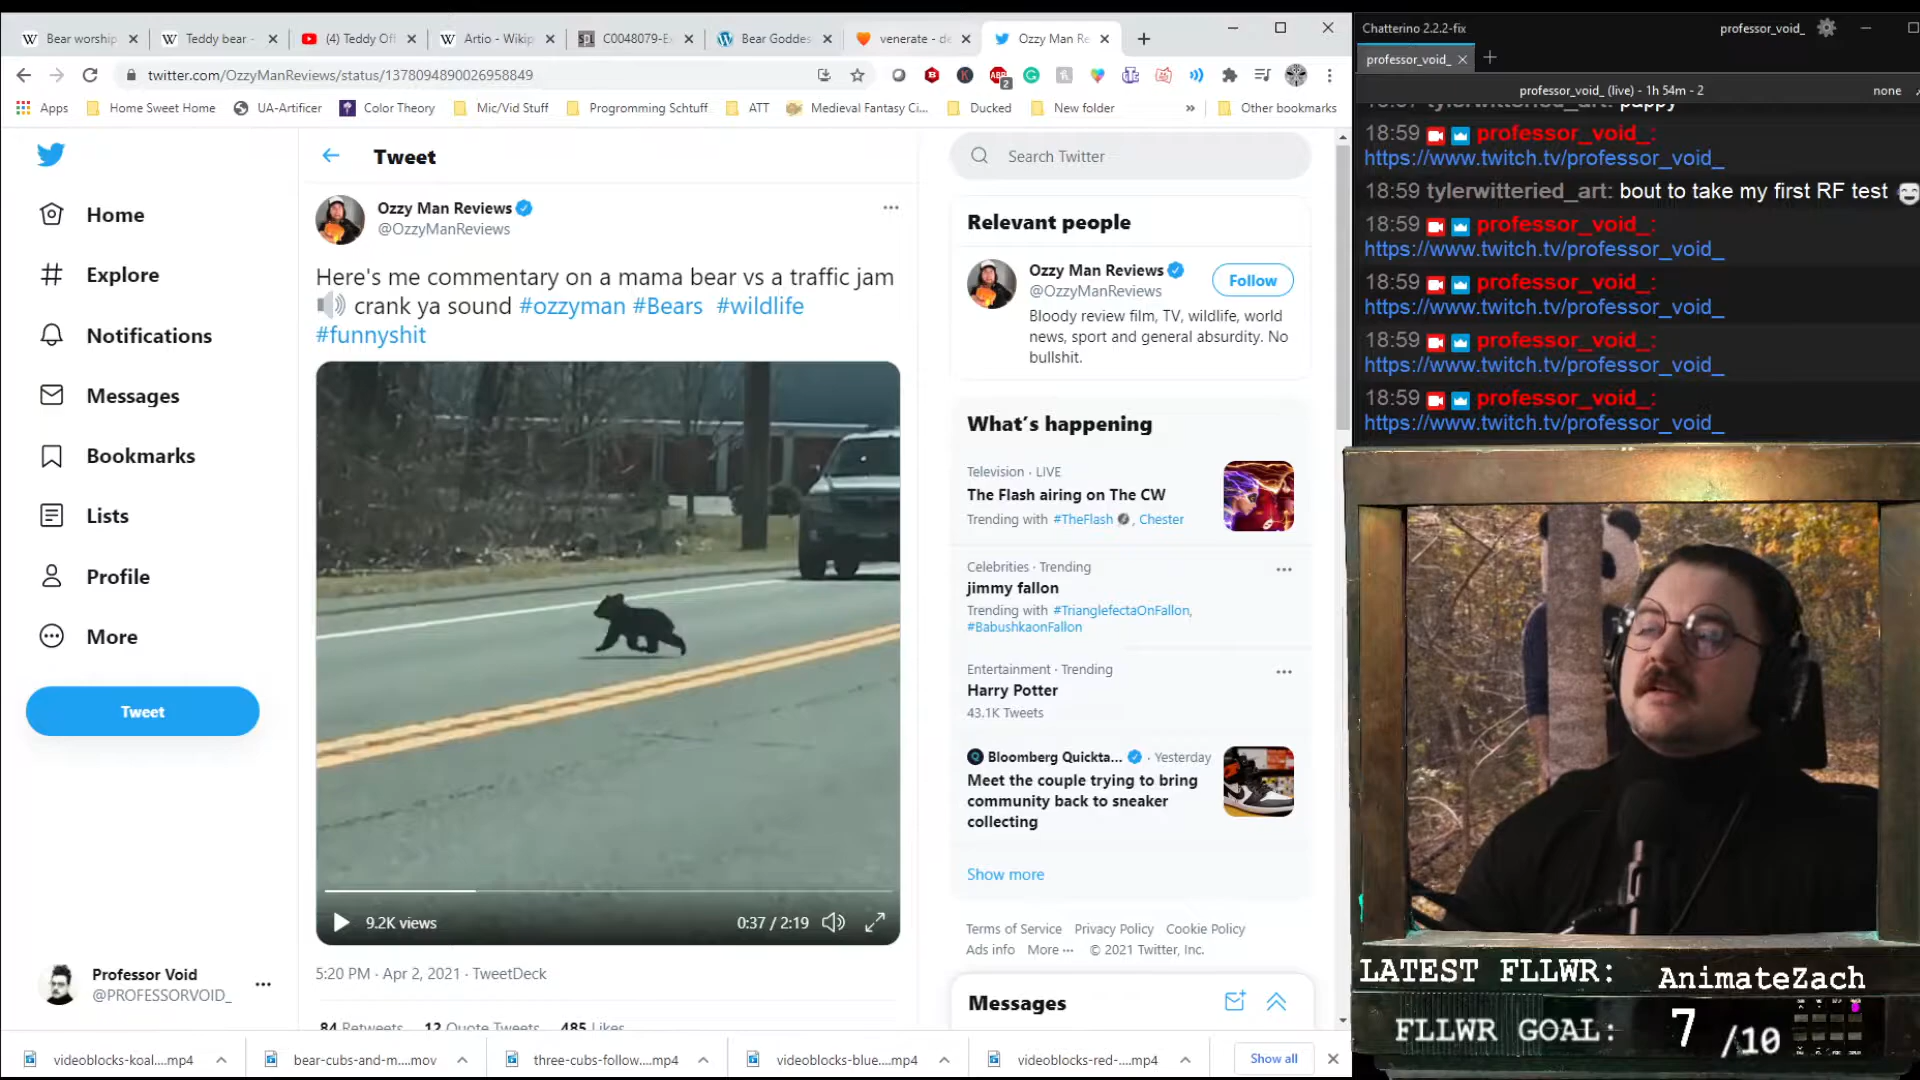 Bear worship
Teddy bear -
(4) Teddy Off
Artio - Wikip
C0048079-Ex
Bear Goddes
venerate - de
Ozzy Man Re
twitter.com/OzzyManReviews/status/1378094890026958849
Apps
Home Sweet Home
UA-Artificer
Color Theory
Mic/Vid Stuff
Programming Schtuff
ATT
Medieval Fantasy Ci...
Ducked
New folder
»
Other bookmarks
Home
Explore
Notifications
Messages
Bookmarks
Lists
Profile
More
Tweet
Professor Void
@PROFESSORVOID_
Tweet
Ozzy Man Reviews
@OzzyManReviews
Here's me commentary on a mama bear vs a traffic jam
crank ya sound #ozzyman #Bears #wildlife
#funnyshit
9.2K views
0:37 / 2:19
5:20 PM · Apr 2, 2021 · TweetDeck
84 Retweets 12 Quote Tweets 485 Likes
Search Twitter
Relevant people
Ozzy Man Reviews
@OzzyManReviews
Follow
Bloody review film, TV, wildlife, world
news, sport and general absurdity. No
bullshit.
What's happening
Television · LIVE
The Flash airing on The CW
Trending with #TheFlash , Chester
Celebrities · Trending
jimmy fallon
Trending with #TrianglefectaOnFallon,
#BabushkaonFallon
Entertainment · Trending
Harry Potter
43.1K Tweets
Bloomberg Quickta... · Yesterday
Meet the couple trying to bring
community back to sneaker
collecting
Show more
Terms of Service Privacy Policy Cookie Policy
Ads info More ··· © 2021 Twitter, Inc.
Messages
videoblocks-koal....mp4
bear-cubs-and-m....mov
three-cubs-follow....mp4
videoblocks-blue....mp4
videoblocks-red-....mp4
Show all
Chatterino 2.2.2-fix
professor_void_
professor_void_
professor_void_ (live) - 1h 54m - 2
none
tylerwitteried_art: puppy
18:59 professor_void_:
https://www.twitch.tv/professor_void_
18:59 tylerwitteried_art: bout to take my first RF test
18:59 professor_void_:
https://www.twitch.tv/professor_void_
18:59 professor_void_:
https://www.twitch.tv/professor_void_
18:59 professor_void_:
https://www.twitch.tv/professor_void_
18:59 professor_void_:
https://www.twitch.tv/professor_void_
LATEST FLLWR: AnimateZach
FLLWR GOAL: 7 /10